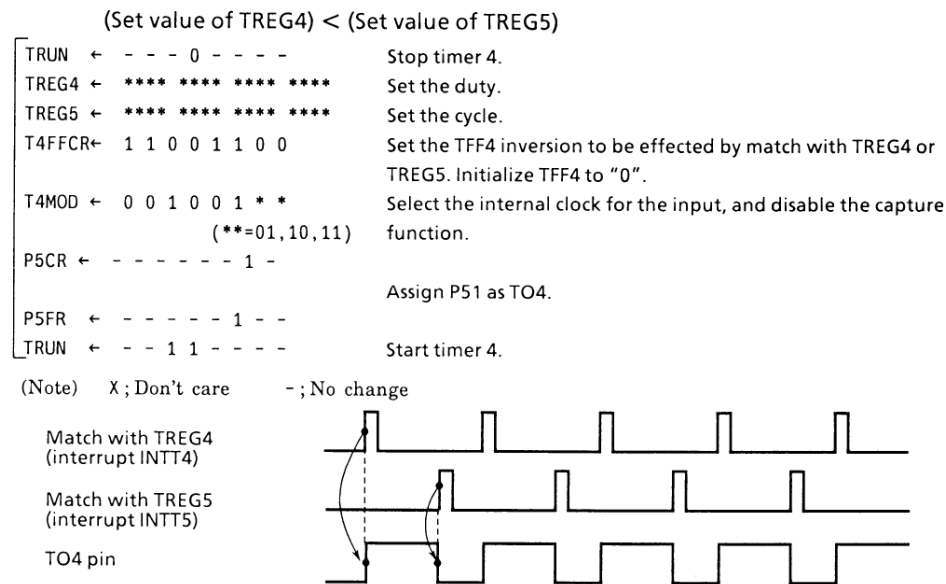 (Set value of TREG4) < (Set value of TREG5)
TRUN ← - - - 0 - - - - Stop timer 4.
TREG4 ← **** **** **** **** Set the duty.
TREG5 ← **** **** **** **** Set the cycle.
T4FFCR← 1 1 0 0 1 1 0 0 Set the TFF4 inversion to be effected by match with TREG4 or
TREG5. Initialize TFF4 to "0".
T4MOD ← 0 0 1 0 0 1 * * Select the internal clock for the input, and disable the capture
(**=01,10,11) function.
P5CR ← - - - - - - 1 -
Assign P51 as TO4.
P5FR ← - - - - - 1 - -
TRUN ← - - 1 1 - - - - Start timer 4.
(Note) X ; Don't care - ; No change
Match with TREG4
(interrupt INTT4)
Match with TREG5
(interrupt INTT5)
TO4 pin